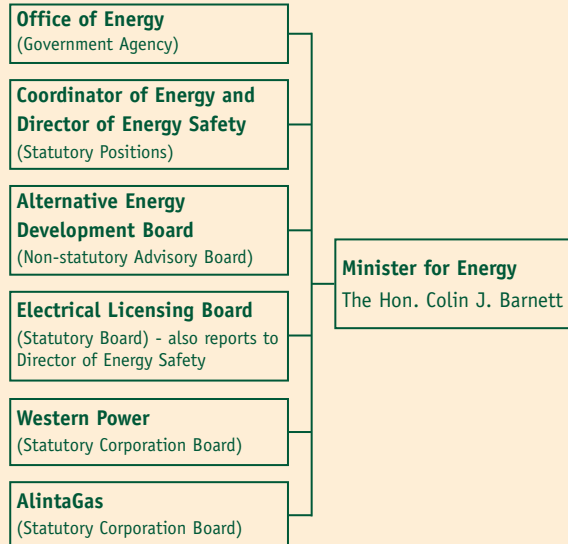 Office of Energy
(Government Agency)
Coordinator of Energy and
Director of Energy Safety
(Statutory Positions)
Alternative Energy
Development Board
(Non-statutory Advisory Board)
Electrical Licensing Board
(Statutory Board) - also reports to
Director of Energy Safety
Western Power
(Statutory Corporation Board)
AlintaGas
(Statutory Corporation Board)
Minister for Energy
The Hon. Colin J. Barnett